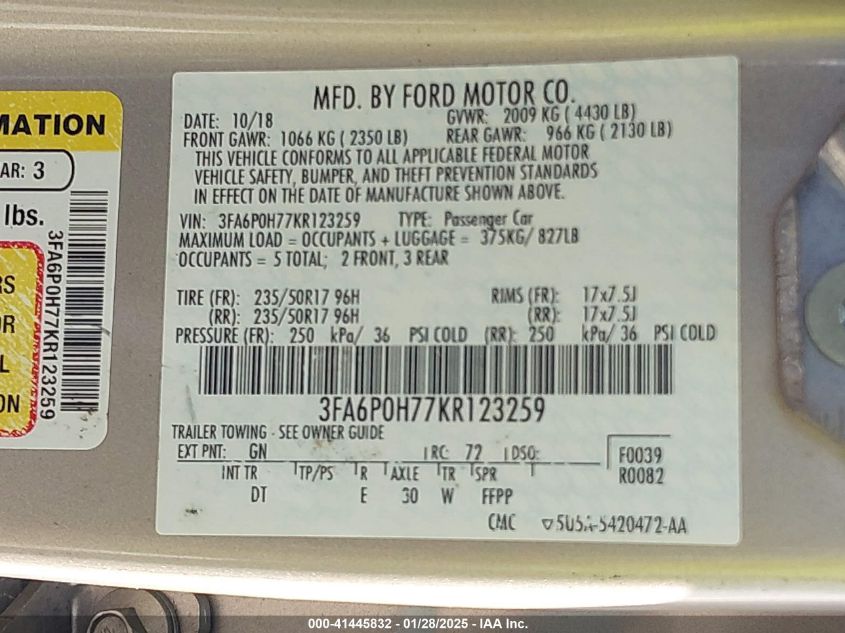 MATION
AR: 3
lbs.
3FA6P0H77KR123259
RS
OR
L
ON
MFD. BY FORD MOTOR CO.
DATE: 10/18 GVWR: 2009 KG ( 4430 LB)
FRONT GAWR: 1066 KG ( 2350 LB) REAR GAWR: 966 KG ( 2130 LB)
THIS VEHICLE CONFORMS TO ALL APPLICABLE FEDERAL MOTOR
VEHICLE SAFETY, BUMPER, AND THEFT PREVENTION STANDARDS
IN EFFECT ON THE DATE OF MANUFACTURE SHOWN ABOVE.
VIN: 3FA6P0H77KR123259 TYPE: Passenger Car
MAXIMUM LOAD = OCCUPANTS + LUGGAGE = 375KG/ 827LB
OCCUPANTS = 5 TOTAL; 2 FRONT, 3 REAR
TIRE (FR): 235/50R17 96H RIMS (FR): 17x7.5J
(RR): 235/50R17 96H (RR): 17x7.5J
PRESSURE (FR): 250 kPa/ 36 PSI COLD (RR): 250 kPa/ 36 PSI COLD
3FA6P0H77KR123259
TRAILER TOWING - SEE OWNER GUIDE
EXT PNT: GN RC: 72 DSO: F0039
INT TR TP/PS R AXLE TR SPR R0082
DT E 30 W FFPP
CMC ▽5U5A-5420472-AA
000-41445832 - 01/28/2025 - IAA Inc.